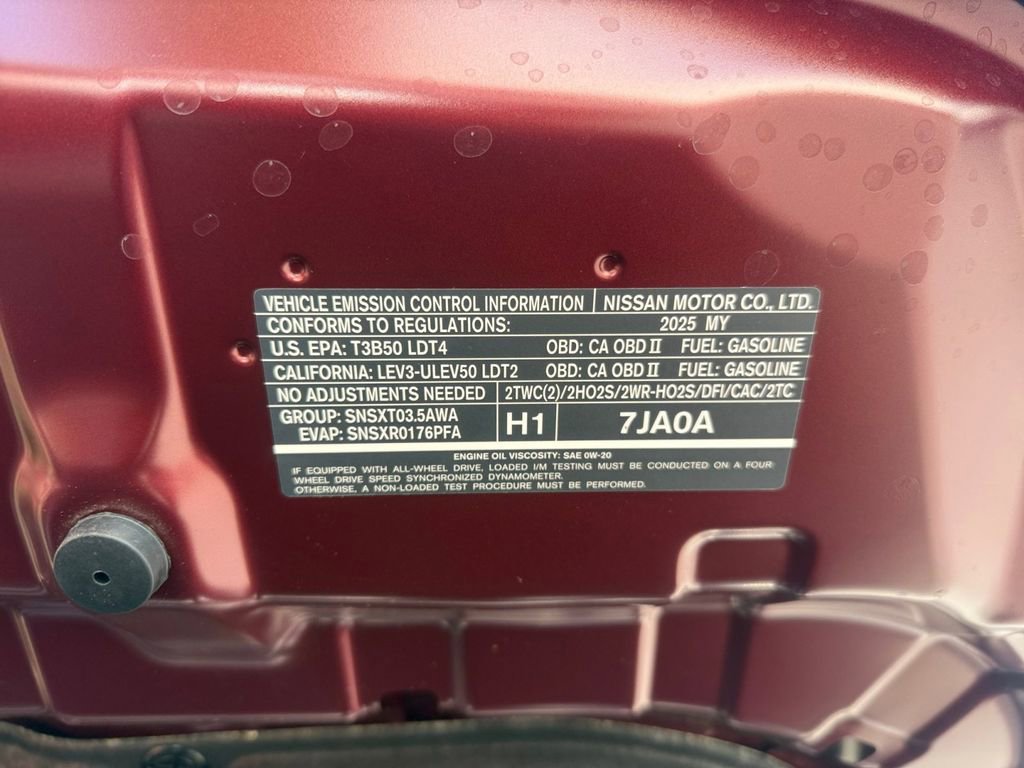 VEHICLE EMISSION CONTROL INFORMATION NISSAN MOTOR CO., LTD.
CONFORMS TO REGULATIONS: 2025 MY
U.S. EPA: T3B50 LDT4 OBD: CA OBD II FUEL: GASOLINE
CALIFORNIA: LEV3-ULEV50 LDT2 OBD: CA OBD II FUEL: GASOLINE
NO ADJUSTMENTS NEEDED 2TWC(2)/2HO2S/2WR-HO2S/DFI/CAC/2TC
GROUP: SNSXT03.5AWA
EVAP: SNSXR0176PFA
H1 7JA0A
ENGINE OIL VISCOSITY: SAE 0W-20
IF EQUIPPED WITH ALL-WHEEL DRIVE, LOADED I/M TESTING MUST BE CONDUCTED ON A FOUR
WHEEL DRIVE SPEED SYNCHRONIZED DYNAMOMETER.
OTHERWISE, A NON-LOADED TEST PROCEDURE MUST BE PERFORMED.